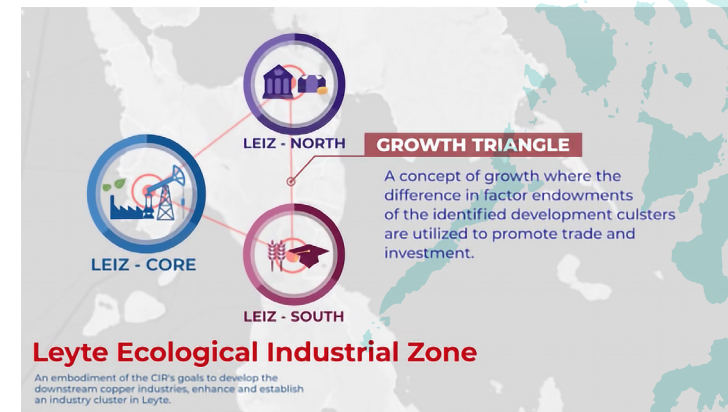 LEIZ - NORTH
GROWTH TRIANGLE
A concept of growth where the
difference in factor endowments
of the identified development culsters
are utilized to promote trade and
investment.
LEIZ - CORE
LEIZ - SOUTH
Leyte Ecological Industrial Zone
An embodiment of the CIR's goals to develop the
downstream copper industries, enhance and establish
an industry cluster in Leyte.